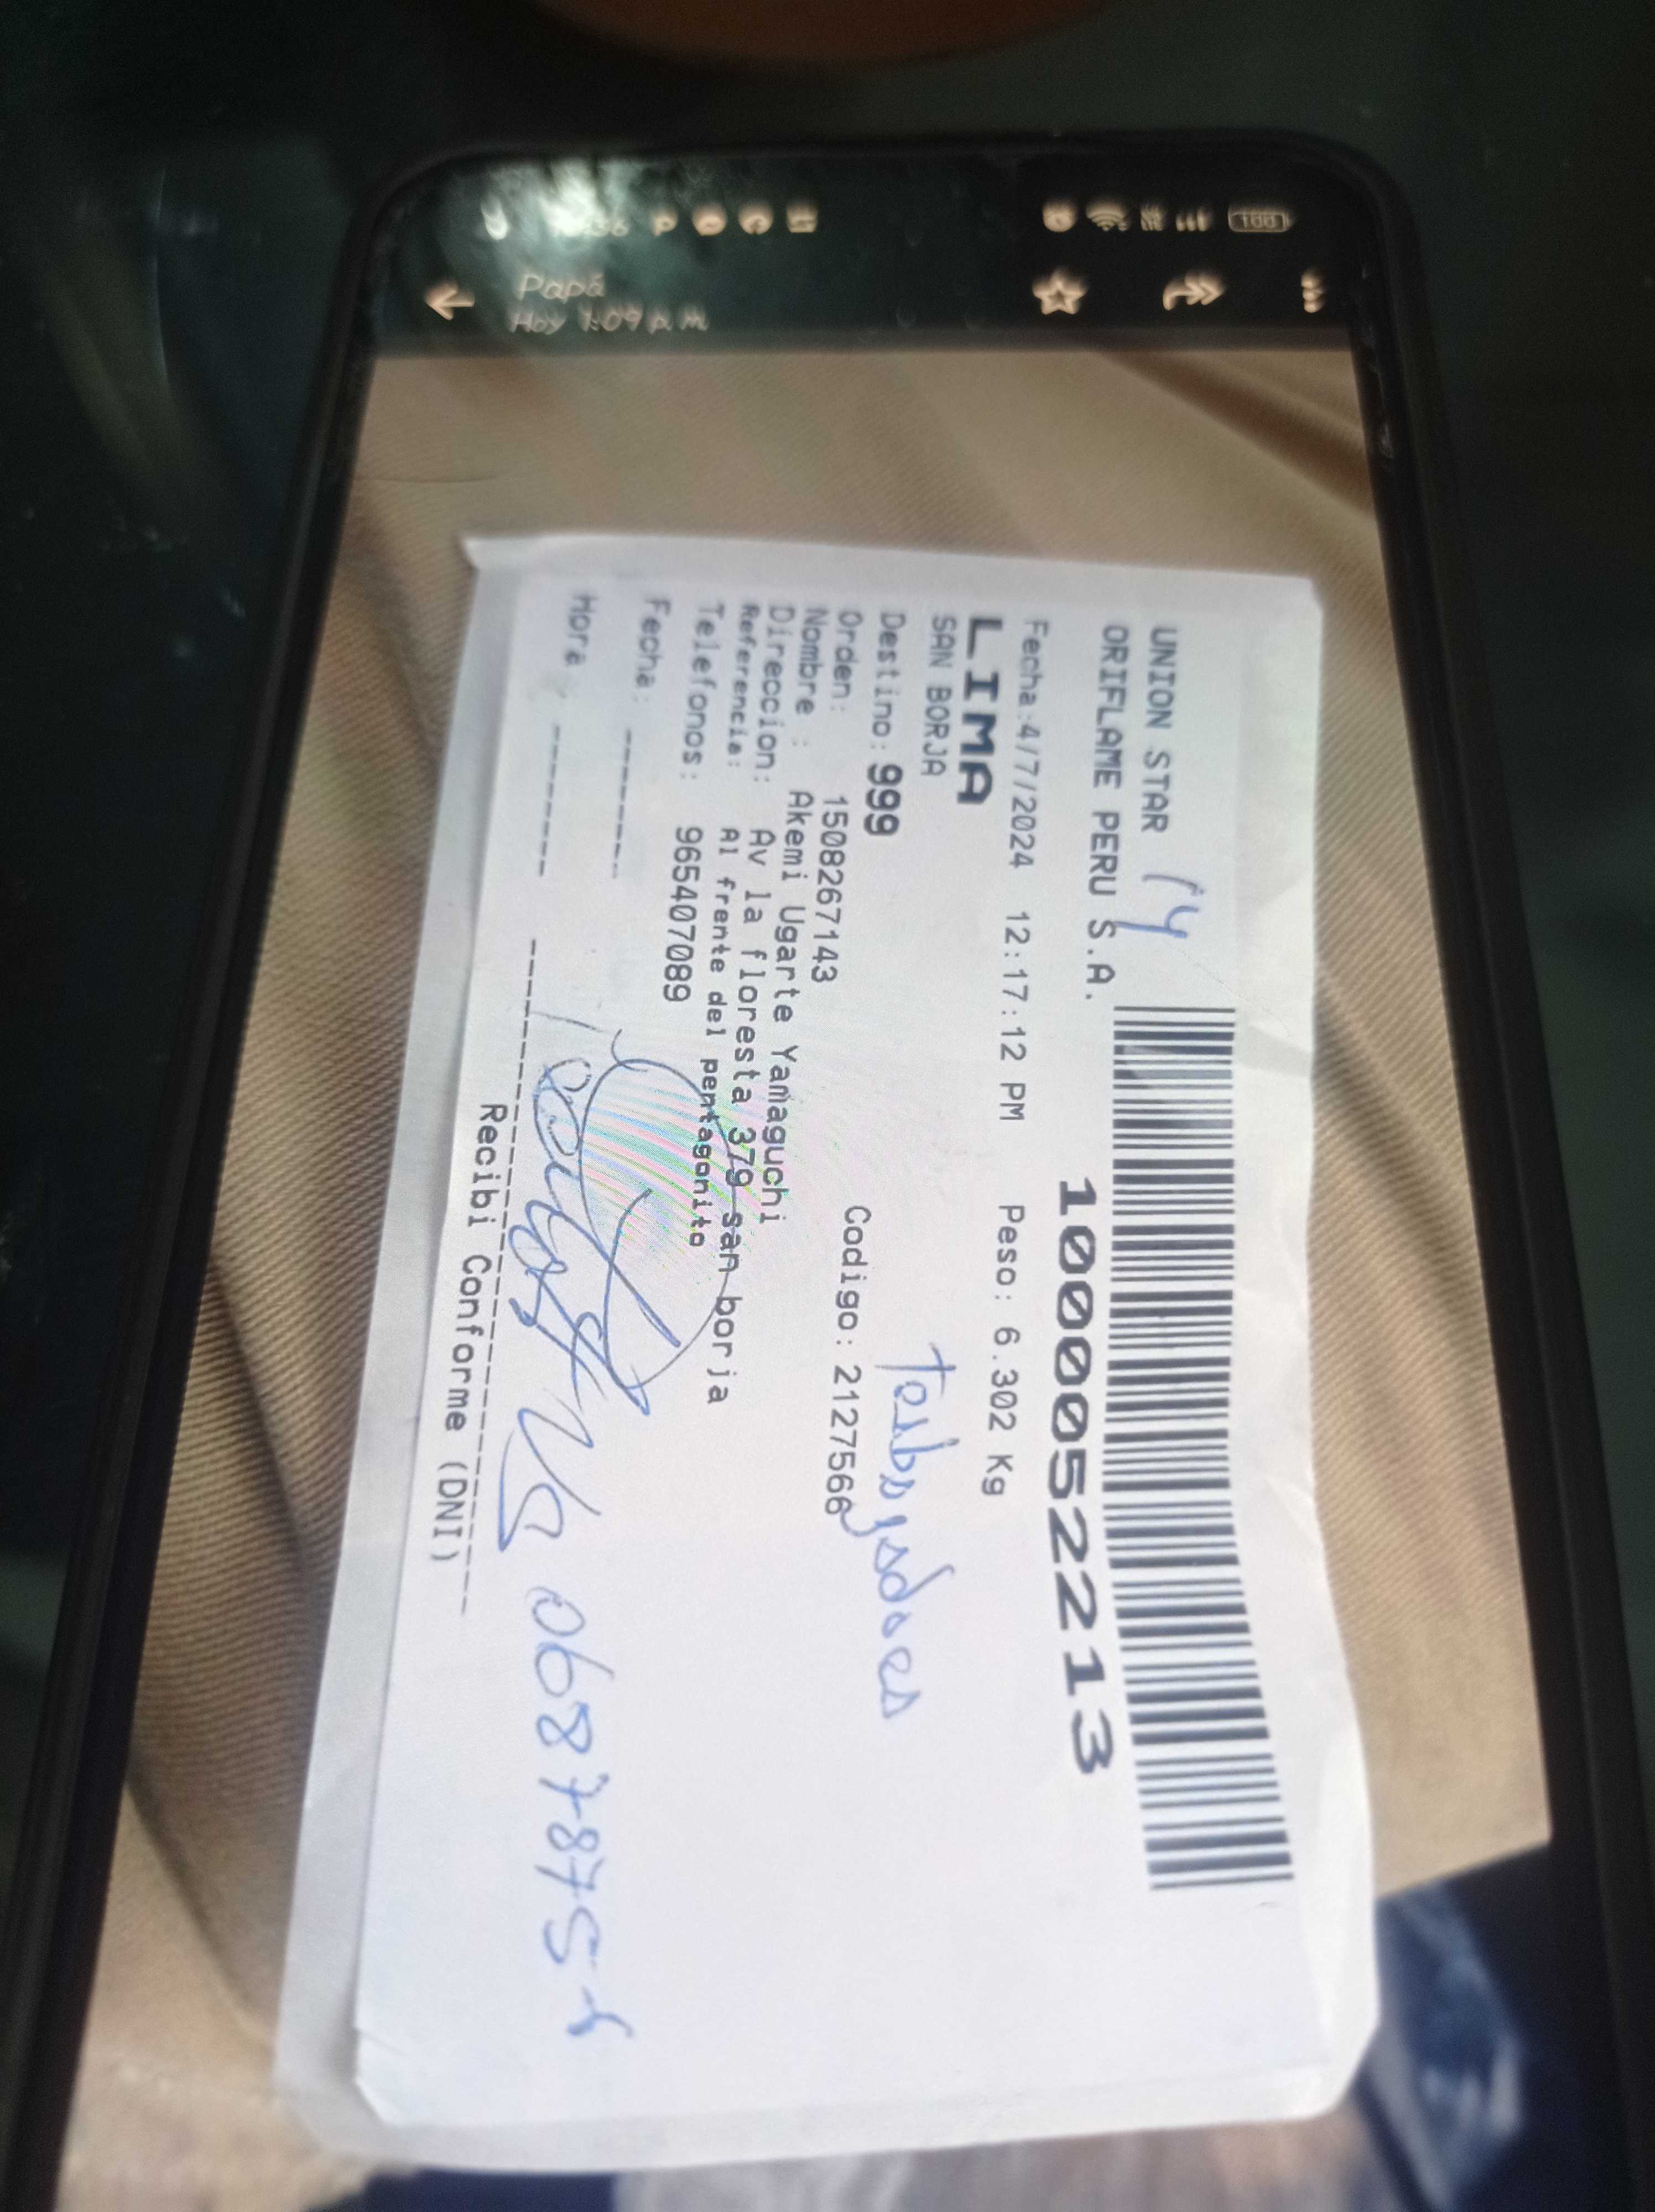 Papá
Hoy 1:09 p.m.
100
UNION STAR
ORIFLAME PERU S.A.
1000052213
Fecha:4/7/2024 12:17:12 PM Peso: 6.302 Kg
LIMA
SAN BORJA
Destino: 999
Orden: 1508267143 Codigo: 2127566
Nombre : Akemi Ugarte Yamaguchi
Direccion: Av la floresta 379 san borja
Referencia: Al frente del pentagonito
Telefonos: 965407089
Fecha:
Hora :
Recibi Conforme (DNI)